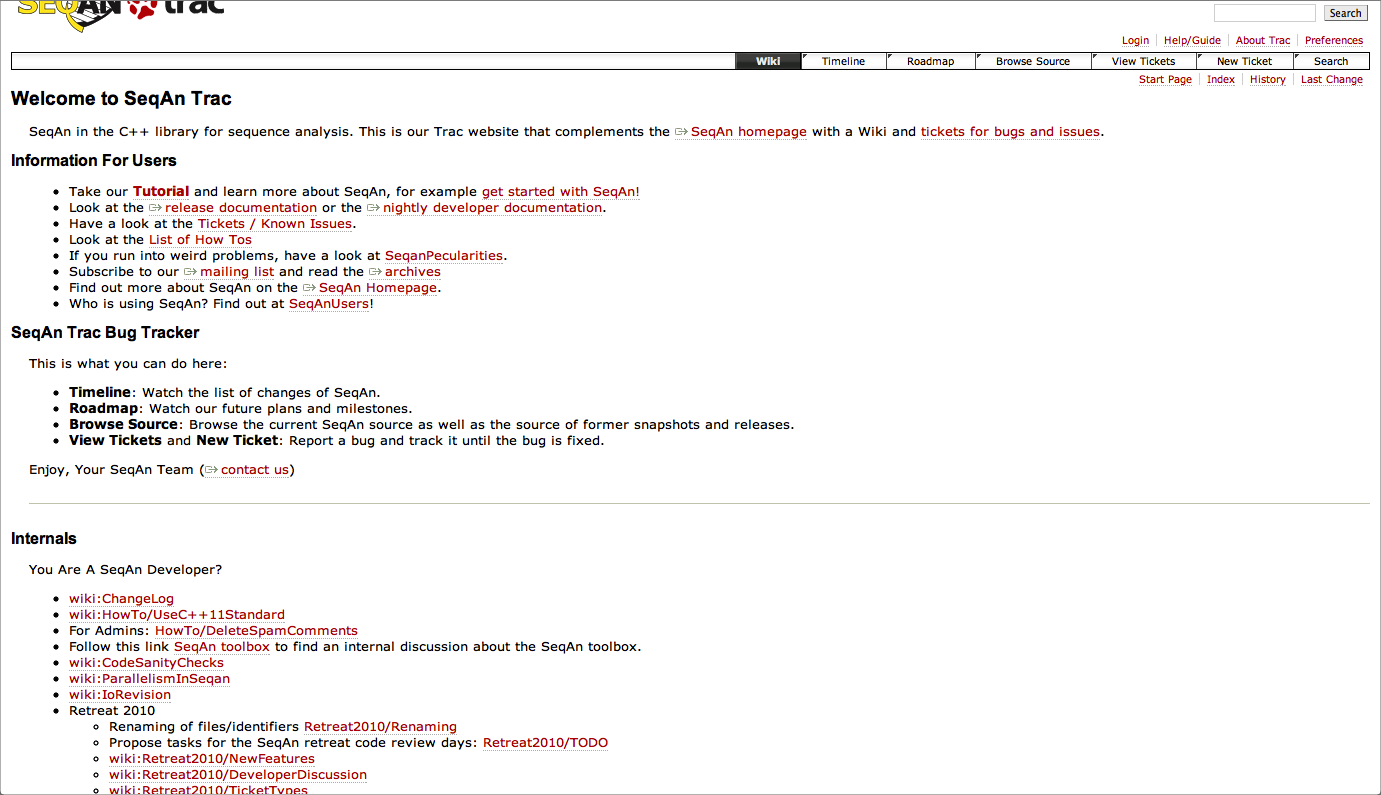 SEQAN trac
Search
Login Help/Guide About Trac Preferences
Wiki Timeline Roadmap Browse Source View Tickets New Ticket Search
Start Page Index History Last Change
Welcome to SeqAn Trac
SeqAn in the C++ library for sequence analysis. This is our Trac website that complements the SeqAn homepage with a Wiki and tickets for bugs and issues.
Information For Users
Take our Tutorial and learn more about SeqAn, for example get started with SeqAn!
Look at the release documentation or the nightly developer documentation.
Have a look at the Tickets / Known Issues.
Look at the List of How Tos
If you run into weird problems, have a look at SeqanPecularities.
Subscribe to our mailing list and read the archives
Find out more about SeqAn on the SeqAn Homepage.
Who is using SeqAn? Find out at SeqAnUsers!
SeqAn Trac Bug Tracker
This is what you can do here:
Timeline: Watch the list of changes of SeqAn.
Roadmap: Watch our future plans and milestones.
Browse Source: Browse the current SeqAn source as well as the source of former snapshots and releases.
View Tickets and New Ticket: Report a bug and track it until the bug is fixed.
Enjoy, Your SeqAn Team (contact us)
Internals
You Are A SeqAn Developer?
wiki:ChangeLog
wiki:HowTo/UseC++11Standard
For Admins: HowTo/DeleteSpamComments
Follow this link SeqAn toolbox to find an internal discussion about the SeqAn toolbox.
wiki:CodeSanityChecks
wiki:ParallelismInSeqan
wiki:IoRevision
Retreat 2010
Renaming of files/identifiers Retreat2010/Renaming
Propose tasks for the SeqAn retreat code review days: Retreat2010/TODO
wiki:Retreat2010/NewFeatures
wiki:Retreat2010/DeveloperDiscussion
wiki:Retreat2010/TicketTypes